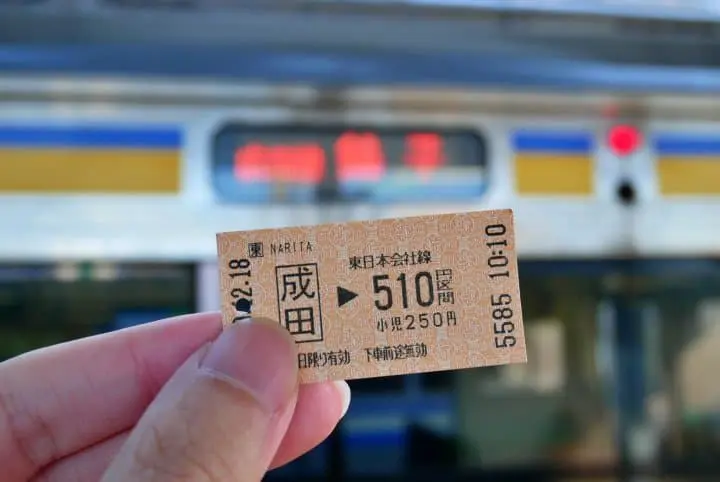 東 NARITA
成田
東日本会社線
▶ 510円区間
小児250円
日限り有効 下車前途無効
2.18
5585 10:10